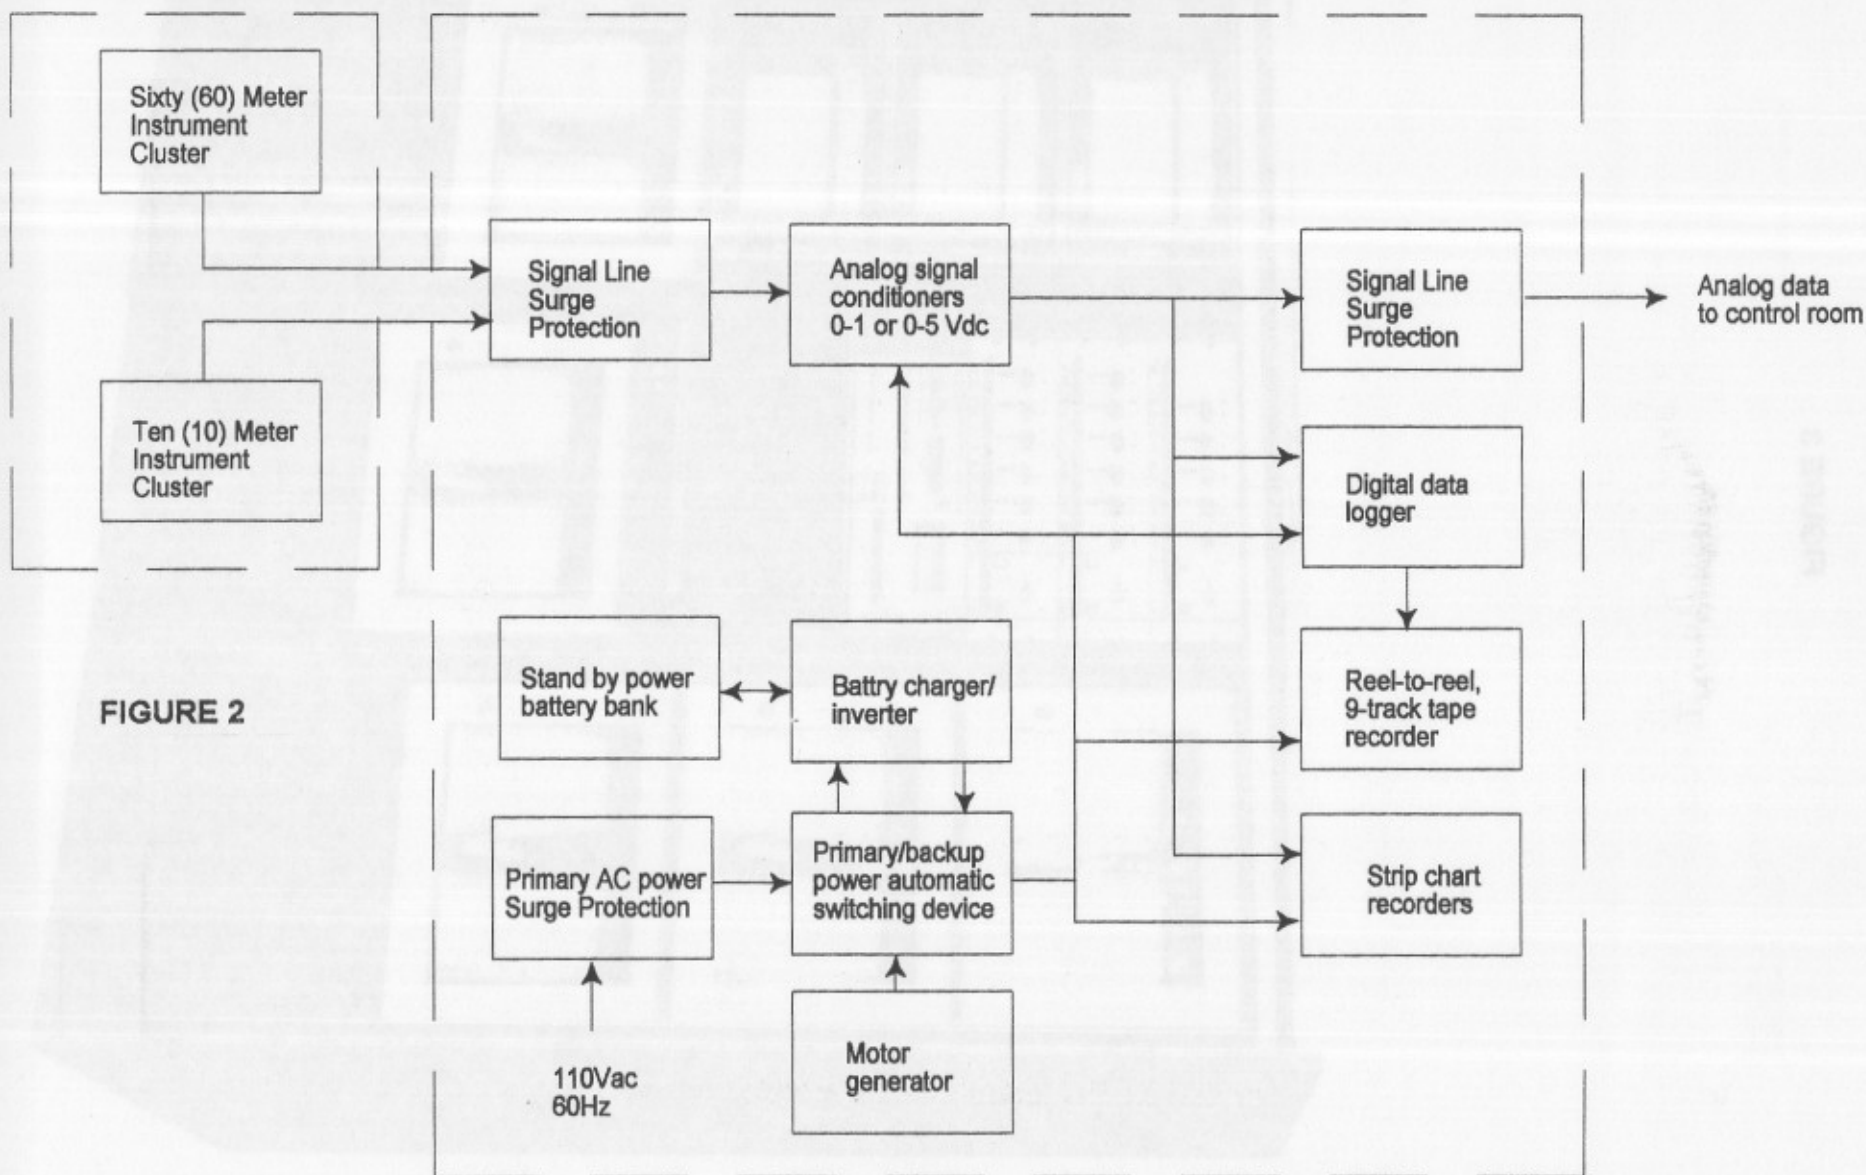 Sixty (60) Meter
Instrument
Cluster
Signal Line
Surge
Protection
Analog signal
conditioners
0-1 or 0-5 Vdc
Signal Line
Surge
Protection
Analog data
to control room
Ten (10) Meter
Instrument
Cluster
Digital data
logger
Stand by power
battery bank
Battry charger/
inverter
Reel-to-reel,
9-track tape
recorder
FIGURE 2
Primary AC power
Surge Protection
Primary/backup
power automatic
switching device
Strip chart
recorders
110Vac
60Hz
Motor
generator
FIGURE 3